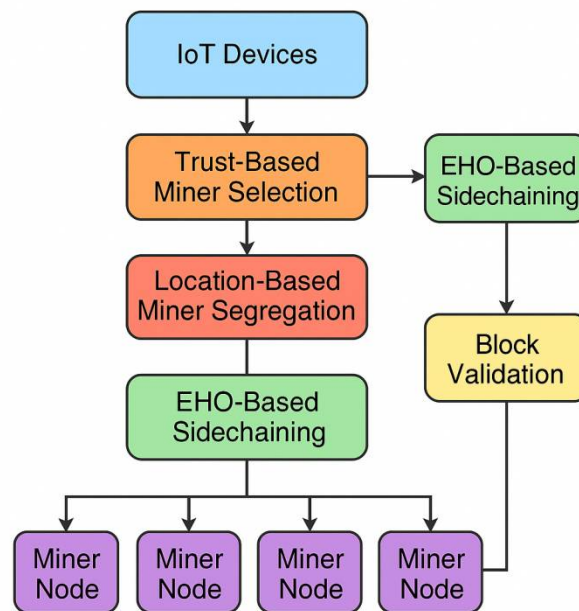 IoT Devices
Trust-Based
Miner Selection
EHO-Based
Sidechaining
Location-Based
Miner Segregation
Block
Validation
EHO-Based
Sidechaining
Miner
Node
Miner
Node
Miner
Node
Miner
Node